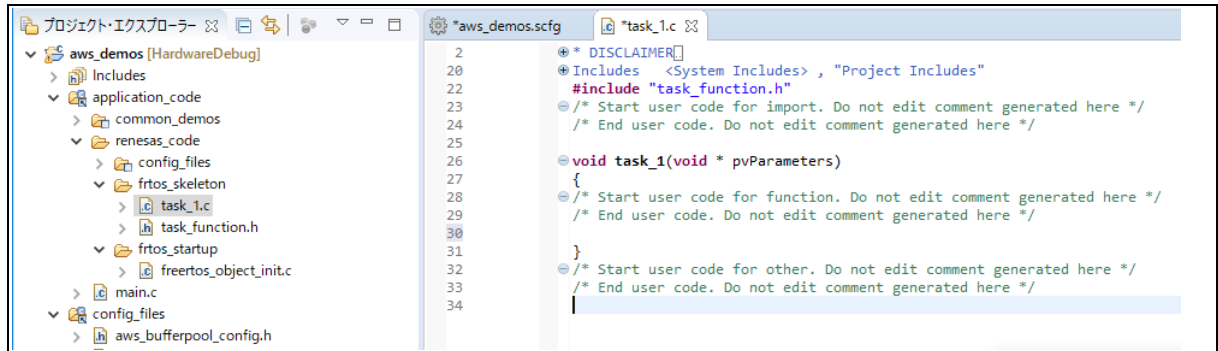 プロジェクト・エクスプローラー
aws_demos [HardwareDebug]
Includes
application_code
common_demos
renesas_code
config_files
frtos_skeleton
task_1.c
task_function.h
frtos_startup
freertos_object_init.c
main.c
config_files
aws_bufferpool_config.h
*aws_demos.scfg
*task_1.c
2 * DISCLAIMER
20 Includes <System Includes> , "Project Includes"
22 #include "task_function.h"
23 /* Start user code for import. Do not edit comment generated here */
24 /* End user code. Do not edit comment generated here */
25
26 void task_1(void * pvParameters)
27 {
28 /* Start user code for function. Do not edit comment generated here */
29 /* End user code. Do not edit comment generated here */
30
31 }
32 /* Start user code for other. Do not edit comment generated here */
33 /* End user code. Do not edit comment generated here */
34